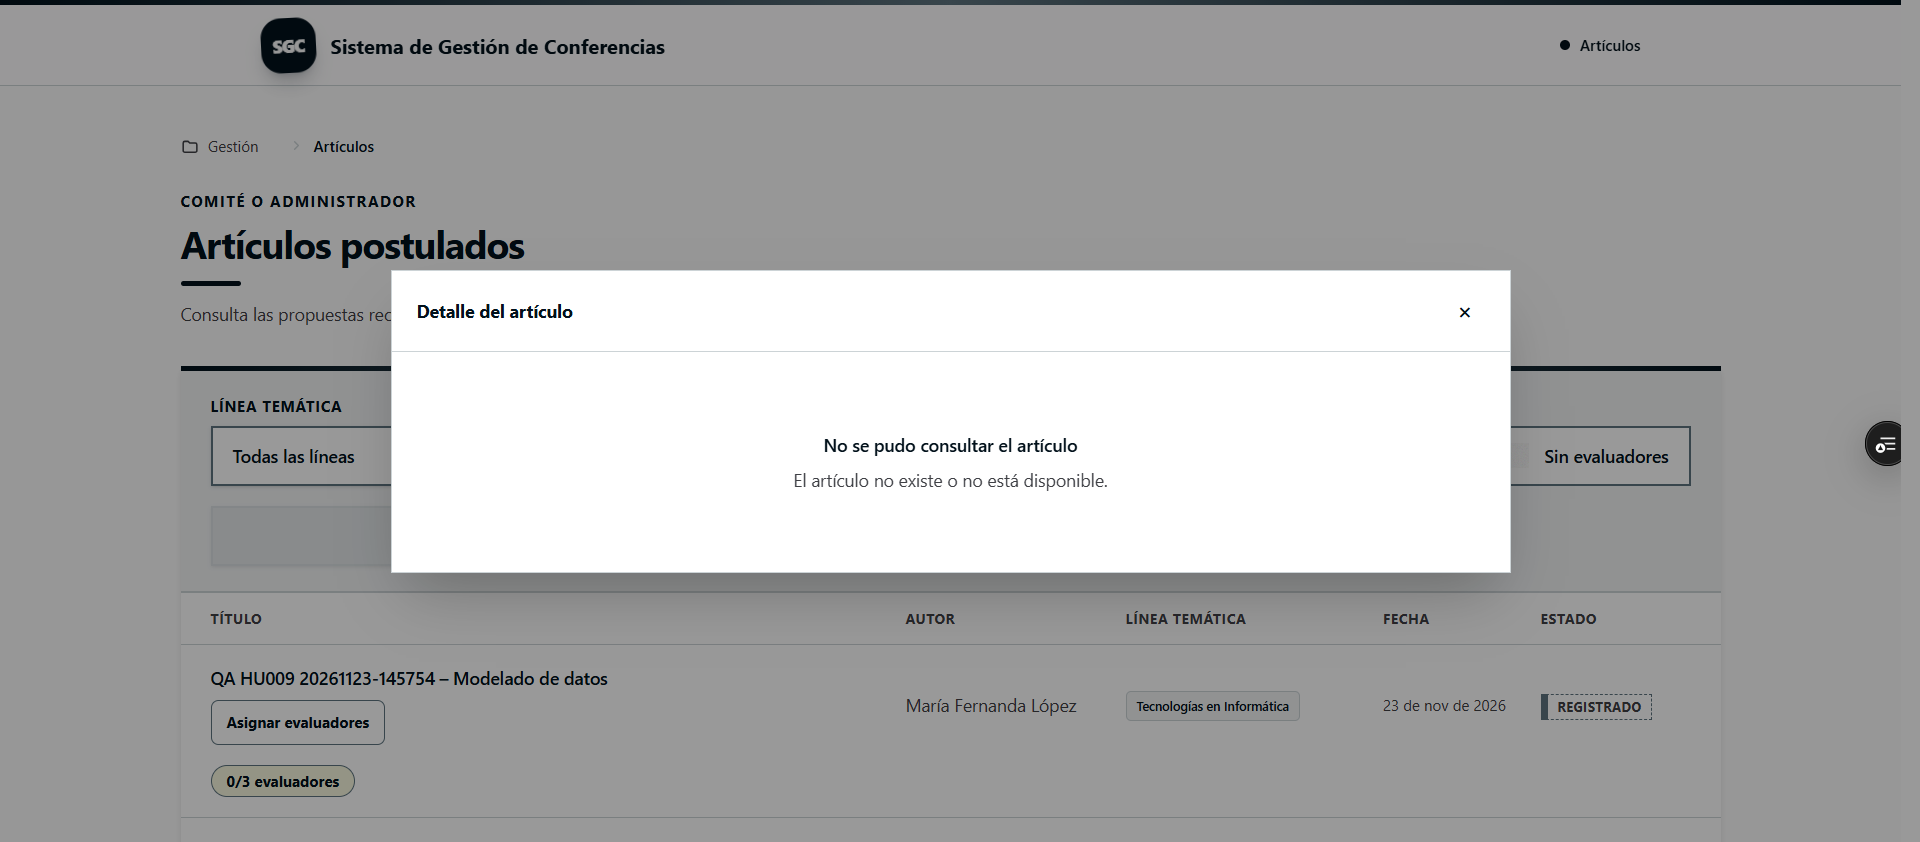 SGC
Sistema de Gestión de Conferencias
Artículos
Gestión
Artículos
COMITÉ O ADMINISTRADOR
Artículos postulados
Consulta las propuestas
Detalle del artículo
×
No se pudo consultar el artículo
El artículo no existe o no está disponible.
LÍNEA TEMÁTICA
Todas las líneas
Sin evaluadores
TÍTULO AUTOR LÍNEA TEMÁTICA FECHA ESTADO
QA HU009 20261123-145754 – Modelado de datos
Asignar evaluadores
0/3 evaluadores
María Fernanda López
Tecnologías en Informática
23 de nov de 2026
REGISTRADO